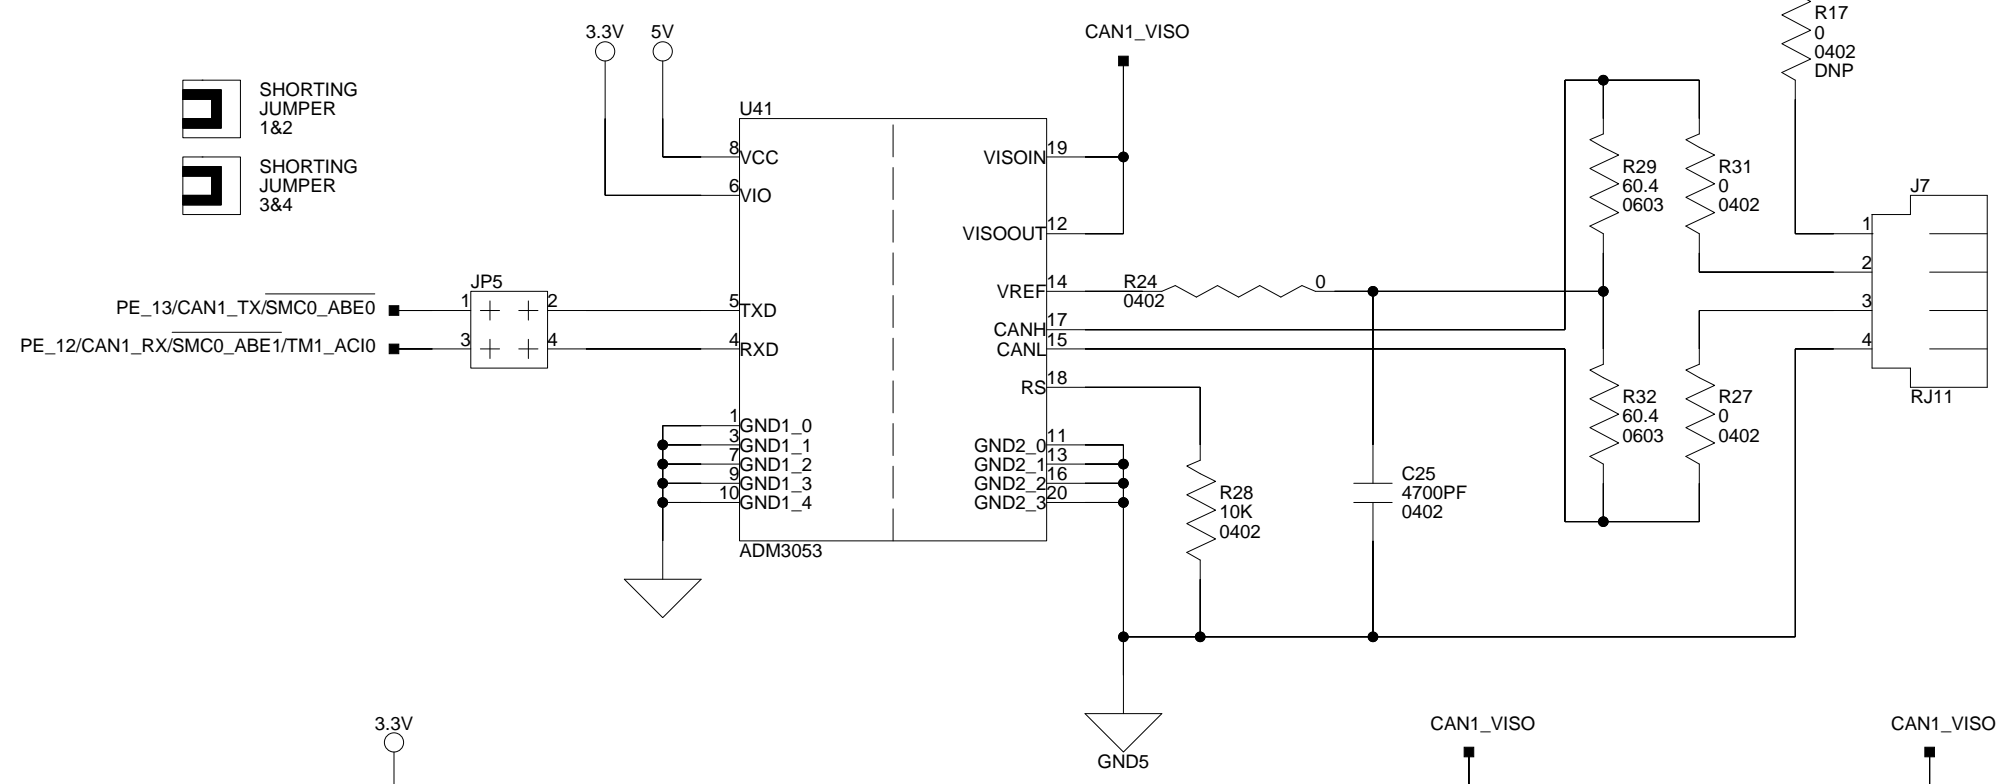 R17
0
0402
DNP
3.3V 5V
CAN1_VISO
SHORTING
JUMPER
1&2
SHORTING
JUMPER
3&4
U41
8 VCC
6 VIO
VISOIN 19
VISOOUT 12
JP5
PE_13/CAN1_TX/SMC0_ABE0
1 2
5 TXD
PE_12/CAN1_RX/SMC0_ABE1/TM1_ACI0
3 4
4 RXD
VREF 14
R24 0
0402
CANH 17
CANL 15
RS 18
1 GND1_0
3 GND1_1
7 GND1_2
9 GND1_3
10 GND1_4
GND2_0 11
GND2_1 13
GND2_2 16
GND2_3 20
ADM3053
R28
10K
0402
C25
4700PF
0402
R29
60.4
0603
R31
0
0402
R32
60.4
0603
R27
0
0402
J7
1
2
3
4
RJ11
GND5
3.3V
CAN1_VISO
CAN1_VISO